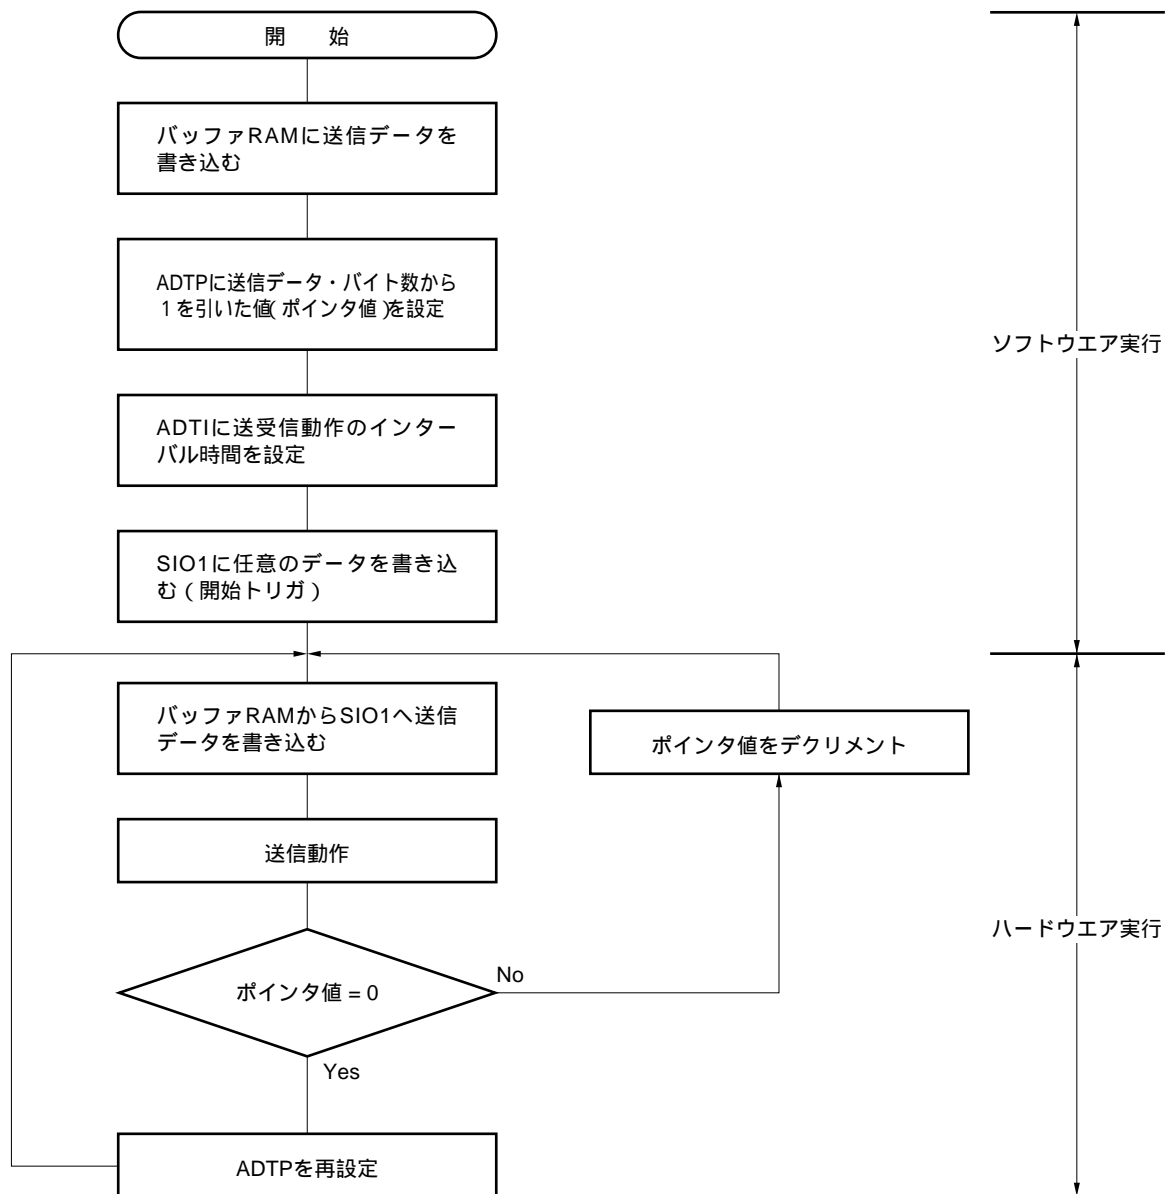 開　始
バッファRAMに送信データを
書き込む
ADTPに送信データ・バイト数から
1を引いた値(ポインタ値)を設定
ADTIに送受信動作のインター
バル時間を設定
ソフトウエア実行
SIO1に任意のデータを書き込
む(開始トリガ)
バッファRAMからSIO1へ送信
データを書き込む
ポインタ値をデクリメント
送信動作
ハードウエア実行
ポインタ値 = 0
No
Yes
ADTPを再設定